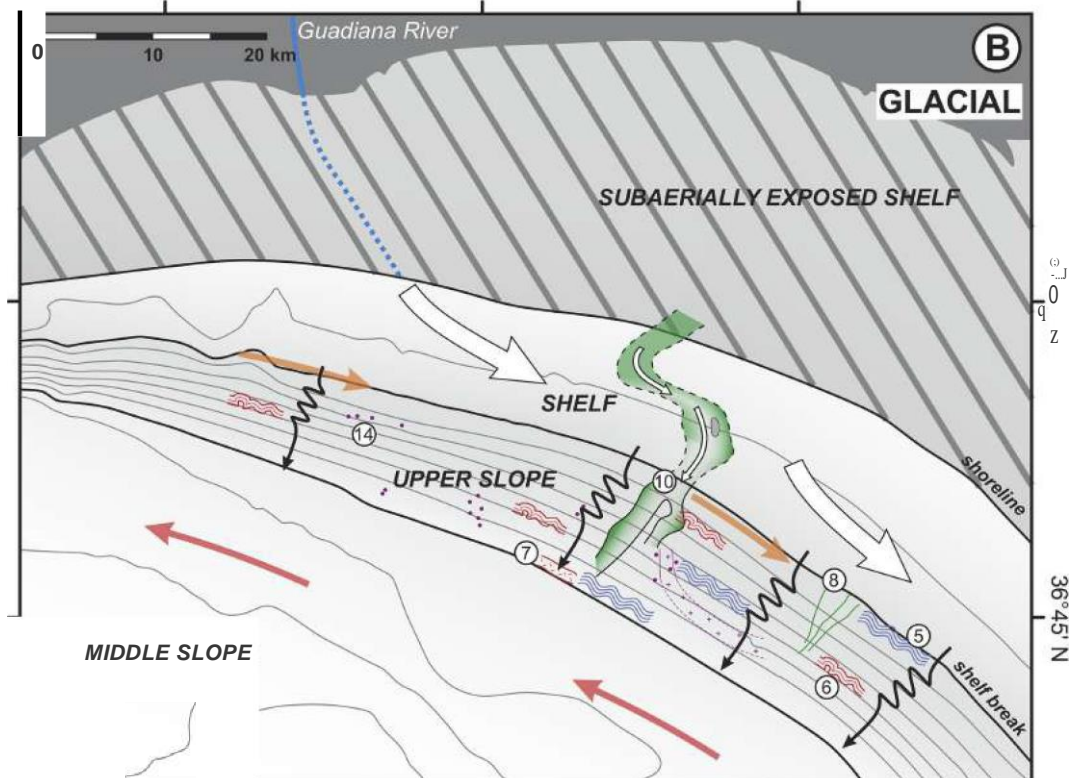 Guadiana River
B
0
10
20 km
GLACIAL
SUBAERIALLY EXPOSED SHELF
0
q
z
SHELF
14
UPPER SLOPE
10
shoreline
7
8
36°45' N
5
MIDDLE SLOPE
6
shelf break